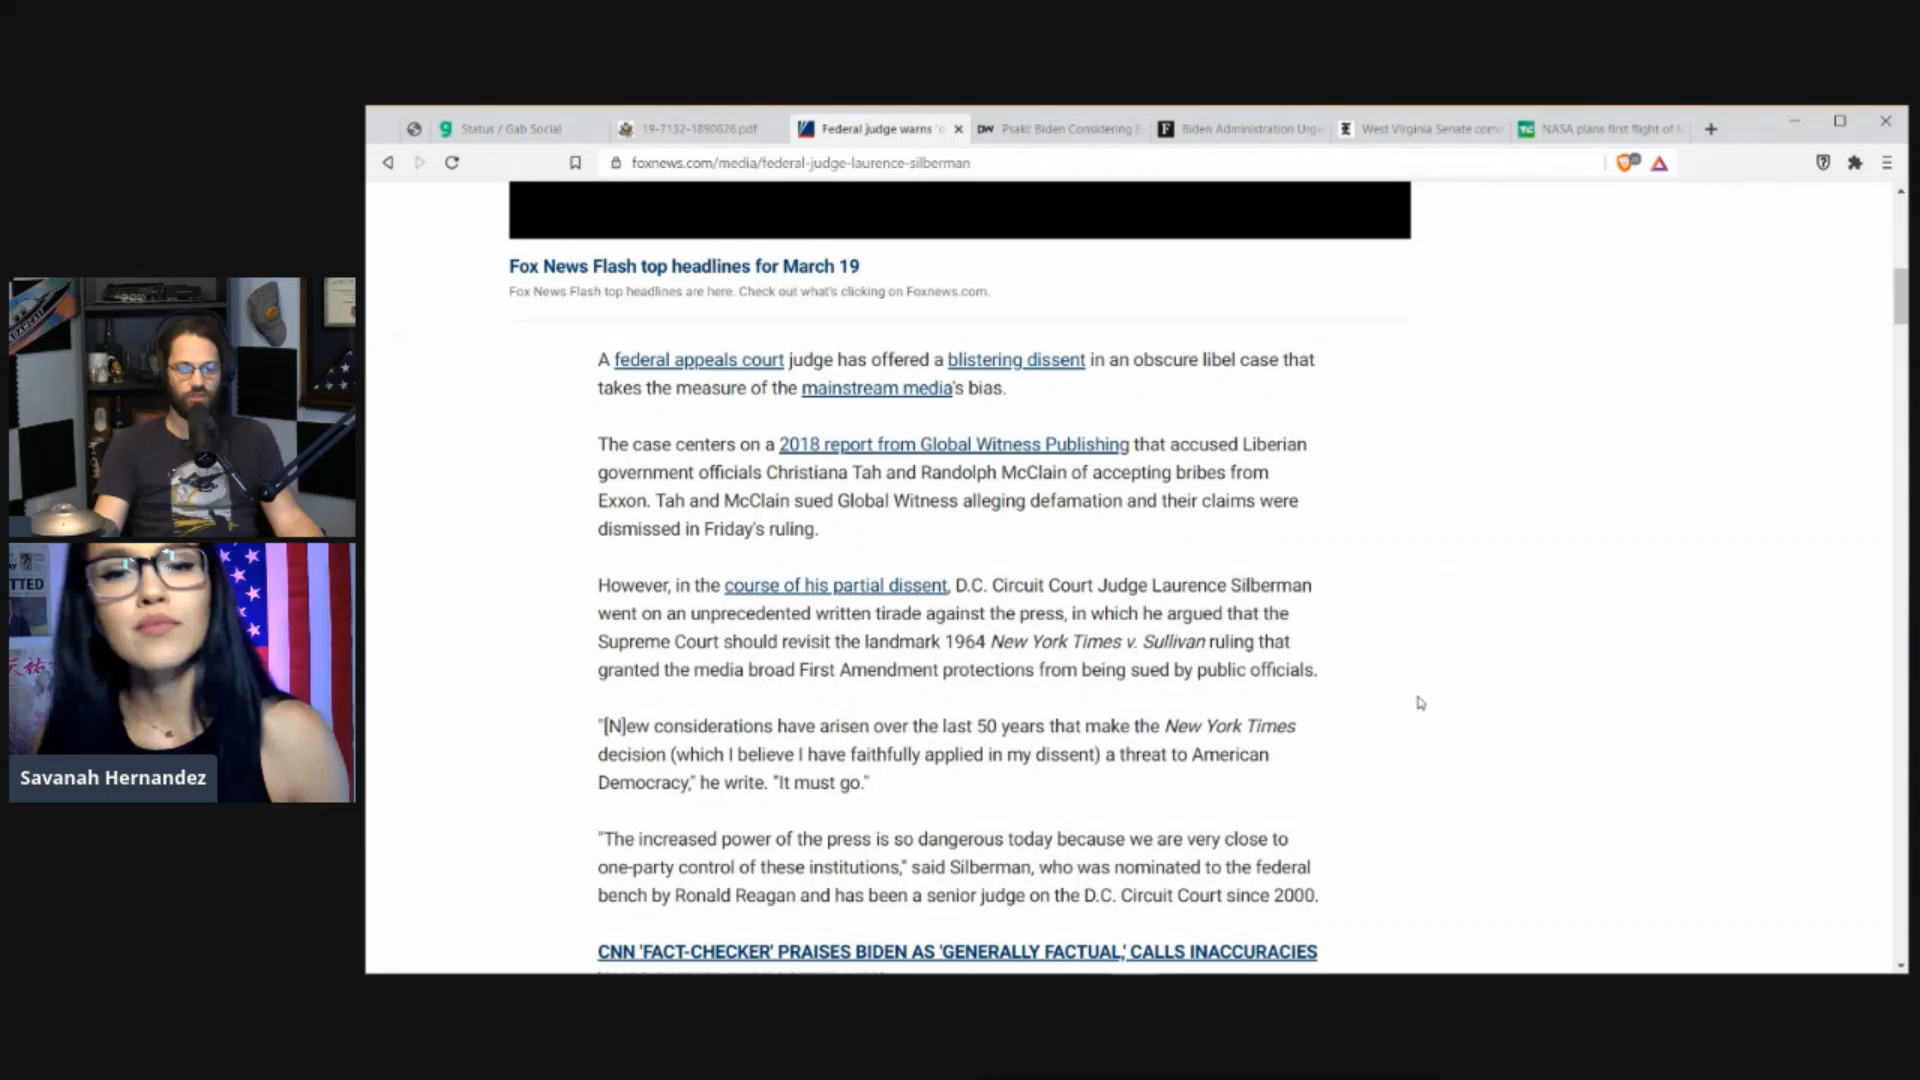 Status / Gab Social
19-7132-1890626.pdf
Federal judge warns 'd
DW Psaki: Biden Considering E
F Biden Administration Urg
West Virginia Senate com
TC NASA plans first flight of
foxnews.com/media/federal-judge-laurence-silberman
Fox News Flash top headlines for March 19
Fox News Flash top headlines are here. Check out what's clicking on Foxnews.com.
A federal appeals court judge has offered a blistering dissent in an obscure libel case that
takes the measure of the mainstream media's bias.
The case centers on a 2018 report from Global Witness Publishing that accused Liberian
government officials Christiana Tah and Randolph McClain of accepting bribes from
Exxon. Tah and McClain sued Global Witness alleging defamation and their claims were
dismissed in Friday's ruling.
However, in the course of his partial dissent, D.C. Circuit Court Judge Laurence Silberman
went on an unprecedented written tirade against the press, in which he argued that the
Supreme Court should revisit the landmark 1964 New York Times v. Sullivan ruling that
granted the media broad First Amendment protections from being sued by public officials.
"[N]ew considerations have arisen over the last 50 years that make the New York Times
decision (which I believe I have faithfully applied in my dissent) a threat to American
Democracy," he write. "It must go."
"The increased power of the press is so dangerous today because we are very close to
one-party control of these institutions," said Silberman, who was nominated to the federal
bench by Ronald Reagan and has been a senior judge on the D.C. Circuit Court since 2000.
CNN 'FACT-CHECKER' PRAISES BIDEN AS 'GENERALLY FACTUAL,' CALLS INACCURACIES
TTED
Savanah Hernandez